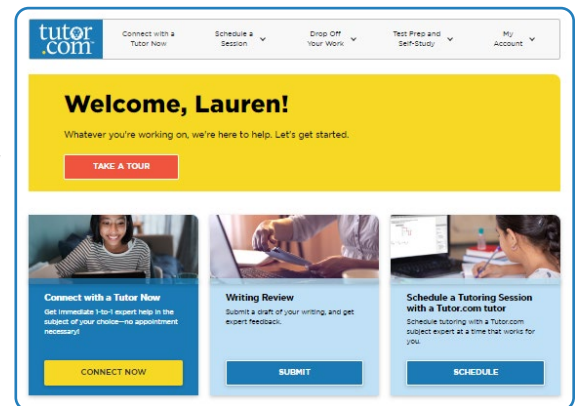 tutor
.com™
Connect with a
Tutor Now
Schedule a
Session
Drop Off
Your Work
Test Prep and
Self-Study
My
Account
Welcome, Lauren!
Whatever you're working on, we're here to help. Let's get started.
TAKE A TOUR
Connect with a Tutor Now
Get immediate 1-to-1 expert help in the
subject of your choice—no appointment
necessary!
CONNECT NOW
Writing Review
Submit a draft of your writing, and get
expert feedback.
SUBMIT
Schedule a Tutoring Session
with a Tutor.com tutor
Schedule tutoring with a Tutor.com
subject expert at a time that works for
you.
SCHEDULE